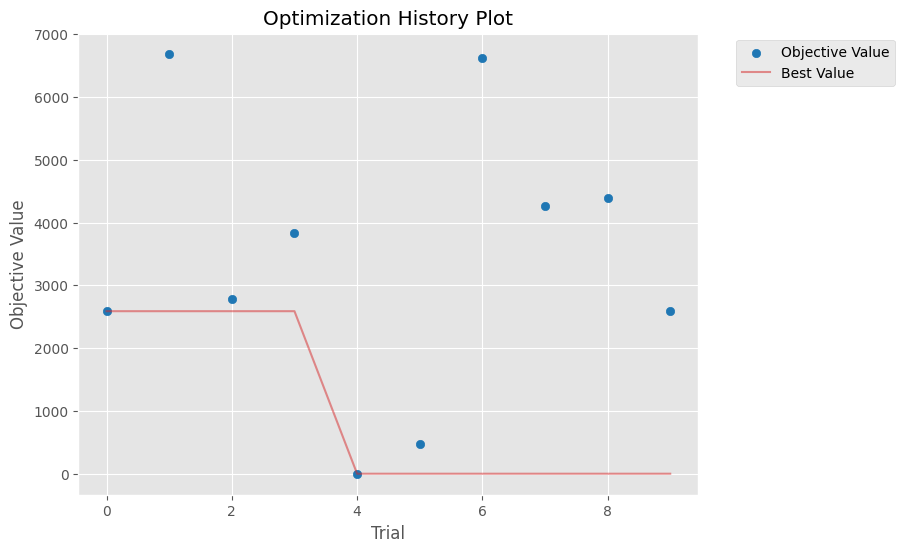 Optimization History Plot
Objective Value
Best Value
Objective Value
7000
6000
5000
4000
3000
2000
1000
0
0 2 4 6 8
Trial